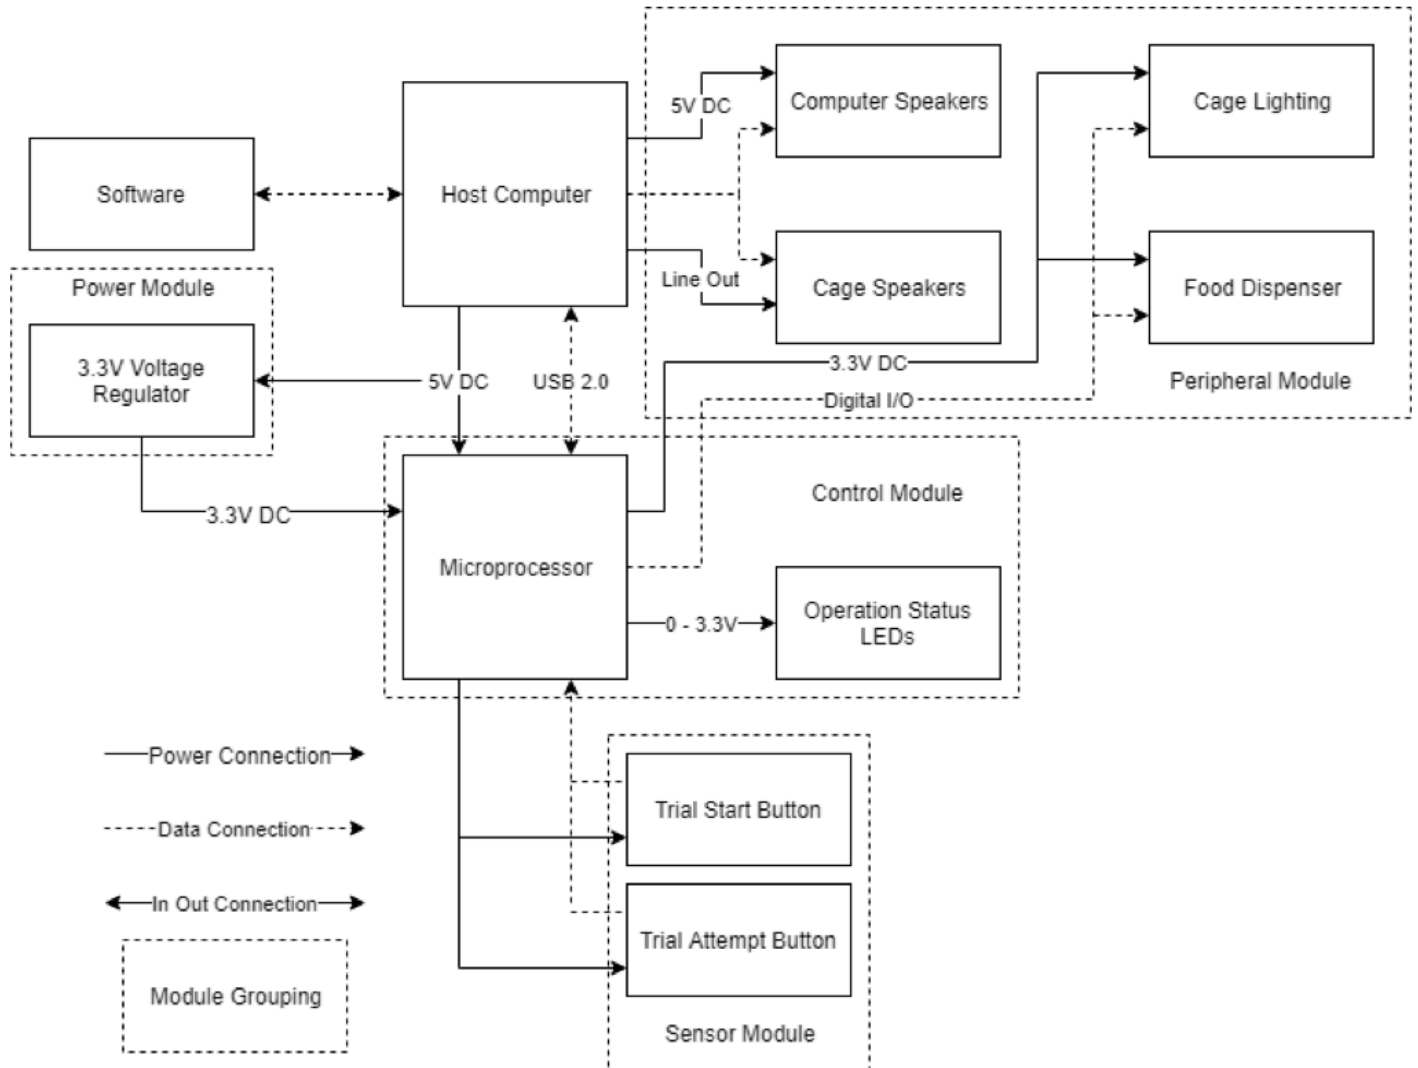 5V DC
Computer Speakers
Cage Lighting
Software
Host Computer
Line Out
Cage Speakers
Food Dispenser
Power Module
3.3V Voltage
Regulator
5V DC
USB 2.0
3.3V DC
Digital I/O
Peripheral Module
3.3V DC
Control Module
Microprocessor
0 - 3.3V
Operation Status
LEDs
Power Connection
Data Connection
In Out Connection
Module Grouping
Trial Start Button
Trial Attempt Button
Sensor Module